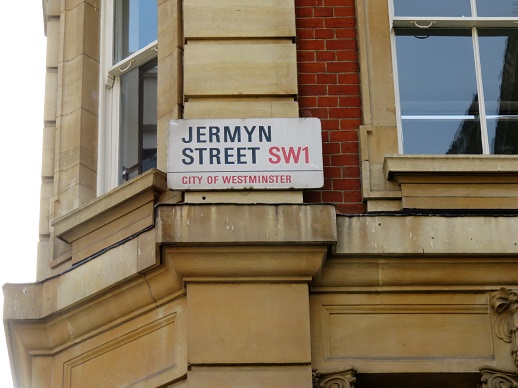 JERMYN
STREET SW1
CITY OF WESTMINSTER